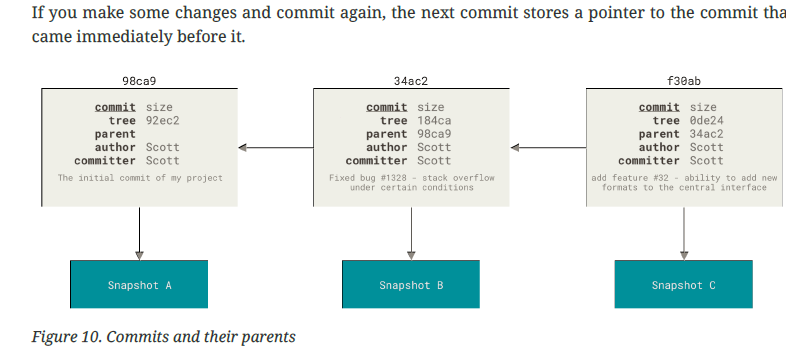 If you make some changes and commit again, the next commit stores a pointer to the commit tha
came immediately before it.
98ca9
commit size
tree 92ec2
parent
author Scott
committer Scott
The initial commit of my project
34ac2
commit size
tree 184ca
parent 98ca9
author Scott
committer Scott
Fixed bug #1328 - stack overflow
under certain conditions
f30ab
commit size
tree 0de24
parent 34ac2
author Scott
committer Scott
add feature #32 - ability to add new
formats to the central interface
Snapshot A
Snapshot B
Snapshot C
Figure 10. Commits and their parents